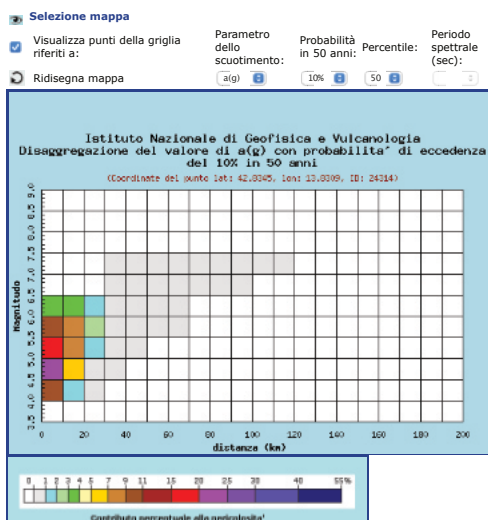 Selezione mappa
Visualizza punti della griglia riferiti a:
Parametro dello scuotimento:
Probabilità in 50 anni:
Percentile:
Periodo spettrale (sec):
Ridisegna mappa
a(g)
10%
50
Istituto Nazionale di Geofisica e Vulcanologia
Disaggregazione del valore di a(g) con probabilita' di eccedenza
del 10% in 50 anni
(Coordinate del punto lat: 42.8345, lon: 13.8309, ID: 24314)
Magnitudo
9.0
8.5
8.0
7.5
7.0
6.5
6.0
5.5
5.0
4.5
4.0
3.5
0 20 40 60 80 100 120 140 160 180 200
distanza (km)
0 1 2 3 4 5 7 9 11 15 20 25 30 40 55%
Contributo percentuale alla pericolosita'